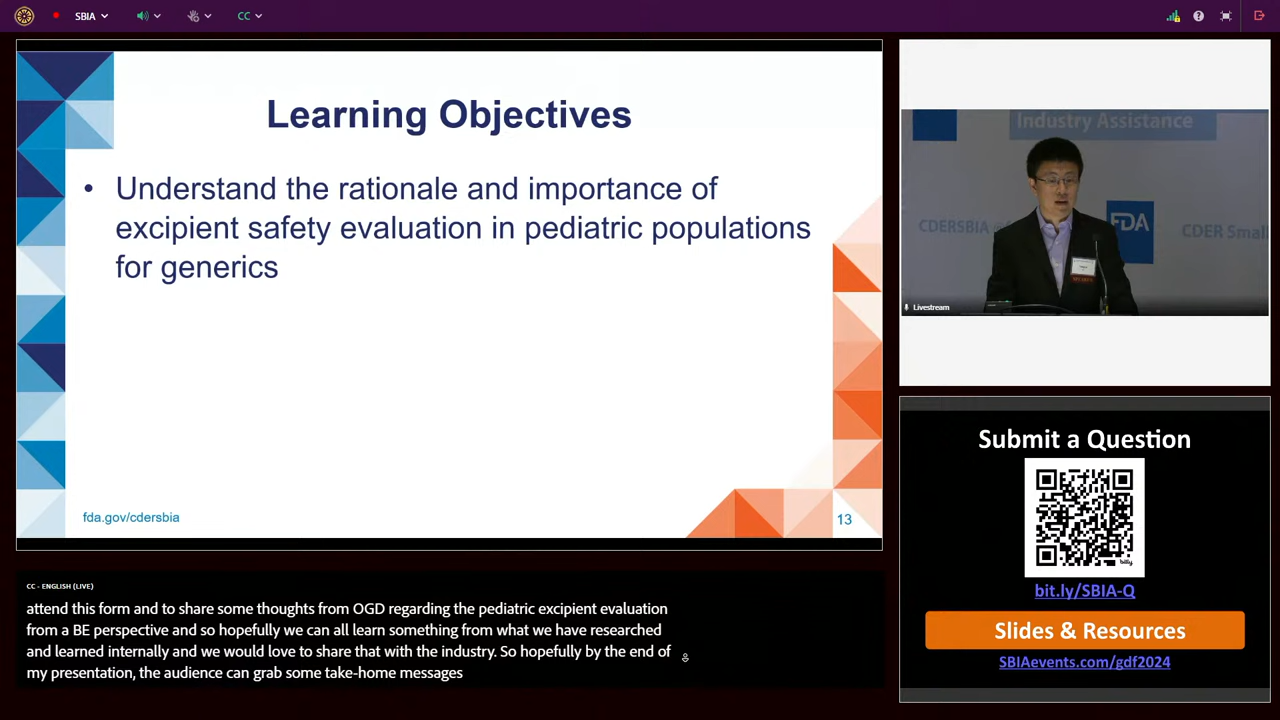 SBIA
CC
Learning Objectives
• Understand the rationale and importance of
excipient safety evaluation in pediatric populations
for generics
fda.gov/cdersbia
13
CC - ENGLISH (LIVE)
attend this form and to share some thoughts from OGD regarding the pediatric excipient evaluation
from a BE perspective and so hopefully we can all learn something from what we have researched
and learned internally and we would love to share that with the industry. So hopefully by the end of
my presentation, the audience can grab some take-home messages
Industry Assistance
CDERSBIA
FDA
CDER Small
Livestream
Submit a Question
bitly
bit.ly/SBIA-Q
Slides & Resources
SBIAevents.com/gdf2024